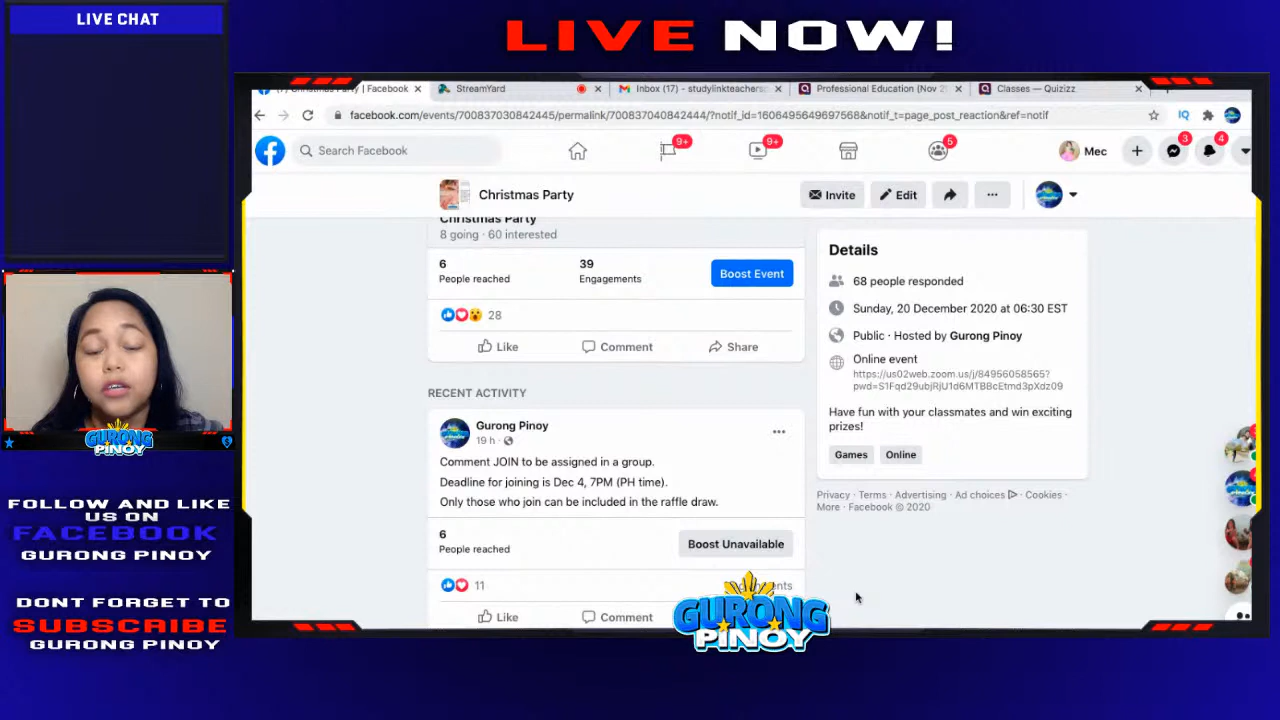 LIVE CHAT
LIVE NOW!
Christmas Party | Facebook
StreamYard
Inbox (17) - studylinkteachers
Professional Education (Nov 2
Classes — Quizizz
facebook.com/events/700837030842445/permalink/700837040842444/?notif_id=1606495649697568&notif_t=page_post_reaction&ref=notif
Search Facebook
9+
9+
5
Mec
3
4
Christmas Party
Invite
Edit
Christmas Party
8 going · 60 interested
6
People reached
39
Engagements
Boost Event
28
Like
Comment
Share
RECENT ACTIVITY
Gurong Pinoy
19 h
Comment JOIN to be assigned in a group.
Deadline for joining is Dec 4, 7PM (PH time).
Only those who join can be included in the raffle draw.
6
People reached
Boost Unavailable
11
Like
Comment
Details
68 people responded
Sunday, 20 December 2020 at 06:30 EST
Public · Hosted by Gurong Pinoy
Online event
https://us02web.zoom.us/j/84956058565?
pwd=S1Fqd29ubjRjU1d6MTBBcEtmd3pXdz09
Have fun with your classmates and win exciting
prizes!
Games
Online
Privacy · Terms · Advertising · Ad choices · Cookies ·
More · Facebook © 2020
GURONG
PINOY
GURONG
PINOY
FOLLOW AND LIKE
US ON
FACEBOOK
GURONG PINOY
DONT FORGET TO
SUBSCRIBE
GURONG PINOY